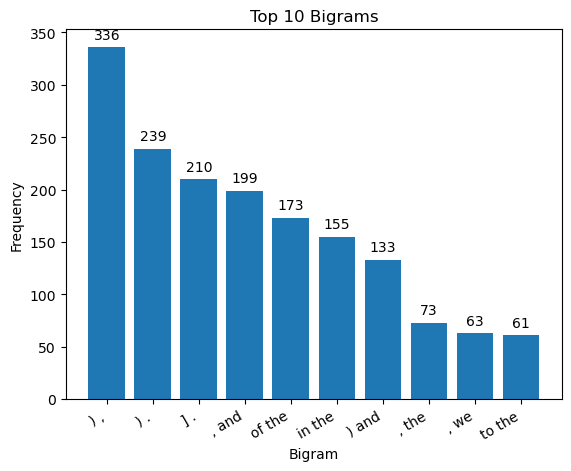 Top 10 Bigrams
350
300
250
200
150
100
50
0
Frequency
336
239
210
199
173
155
133
73
63
61
) ,
) .
] .
, and
of the
in the
) and
, the
, we
to the
Bigram